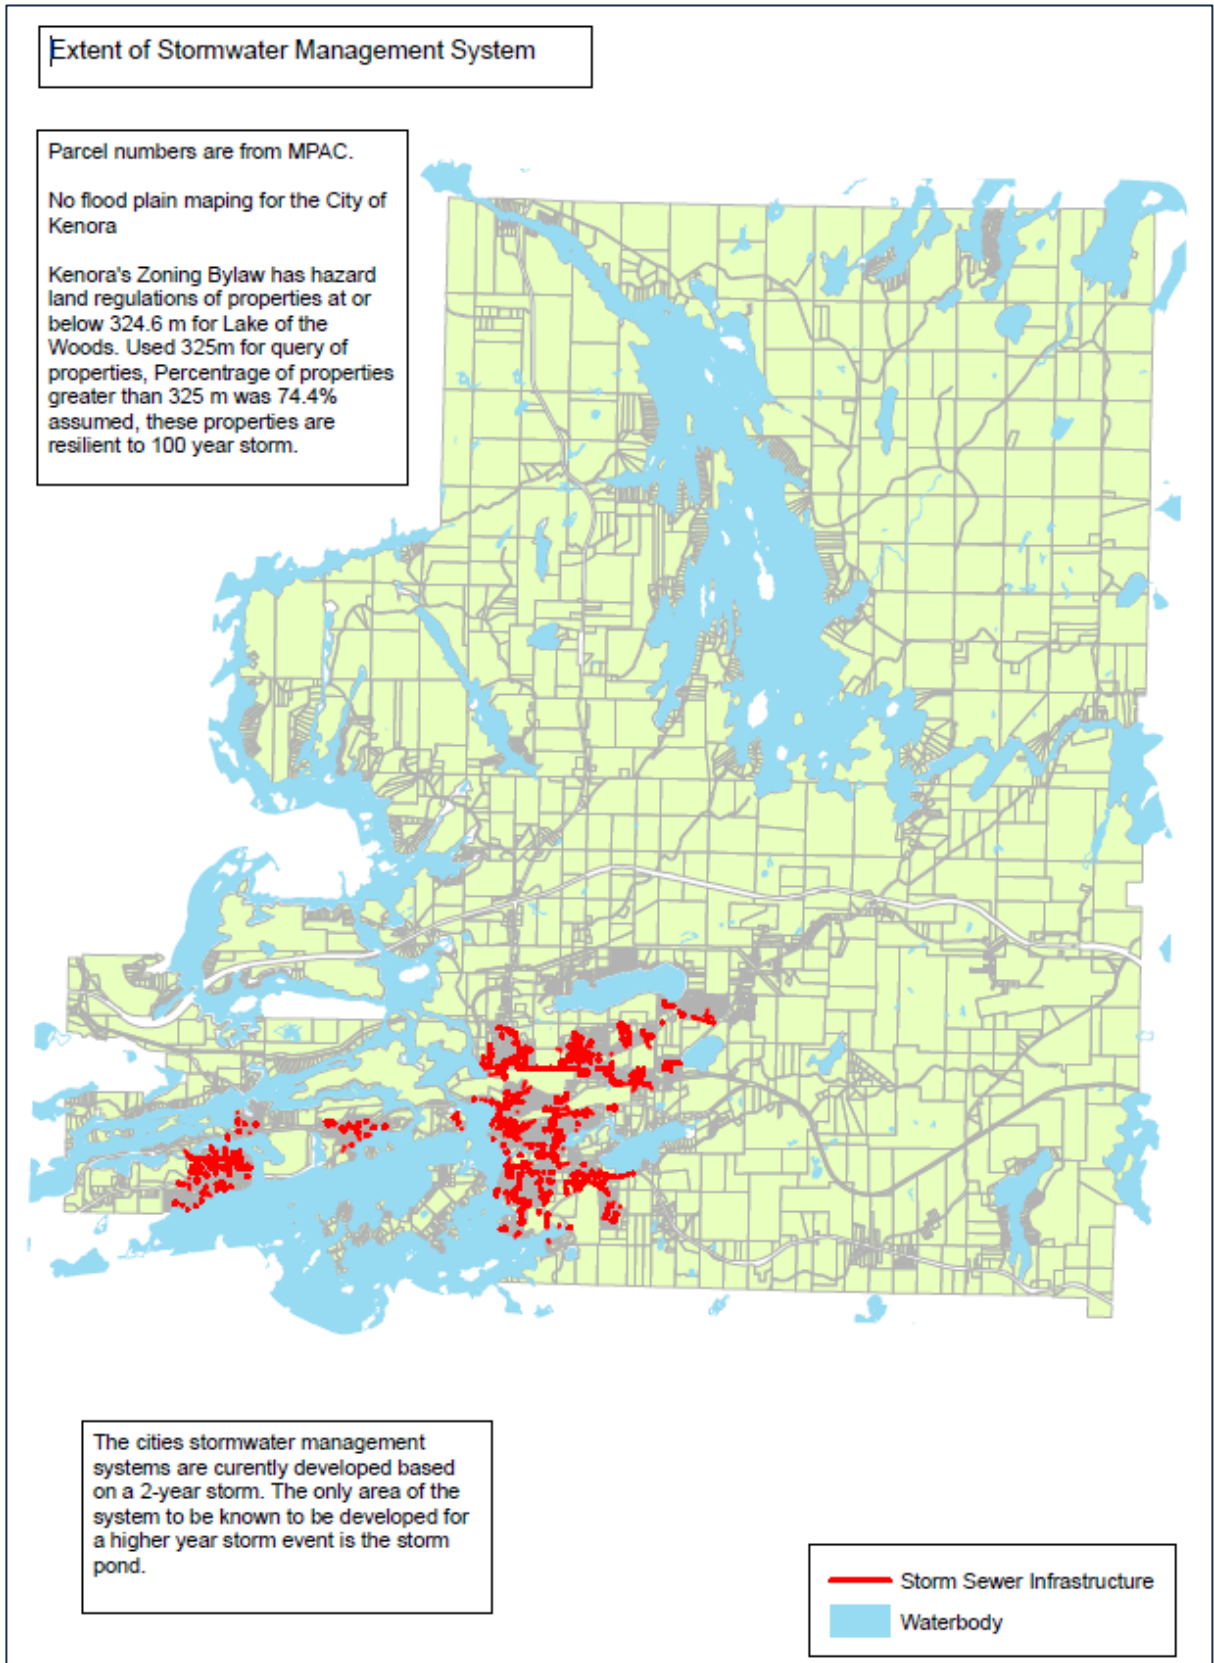 Extent of Stormwater Management System
Parcel numbers are from MPAC.
No flood plain maping for the City of
Kenora
Kenora's Zoning Bylaw has hazard
land regulations of properties at or
below 324.6 m for Lake of the
Woods. Used 325m for query of
properties, Percentage of properties
greater than 325 m was 74.4%
assumed, these properties are
resilient to 100 year storm.
The cities stormwater management
systems are curently developed based
on a 2-year storm. The only area of the
system to be known to be developed for
a higher year storm event is the storm
pond.
Storm Sewer Infrastructure
Waterbody